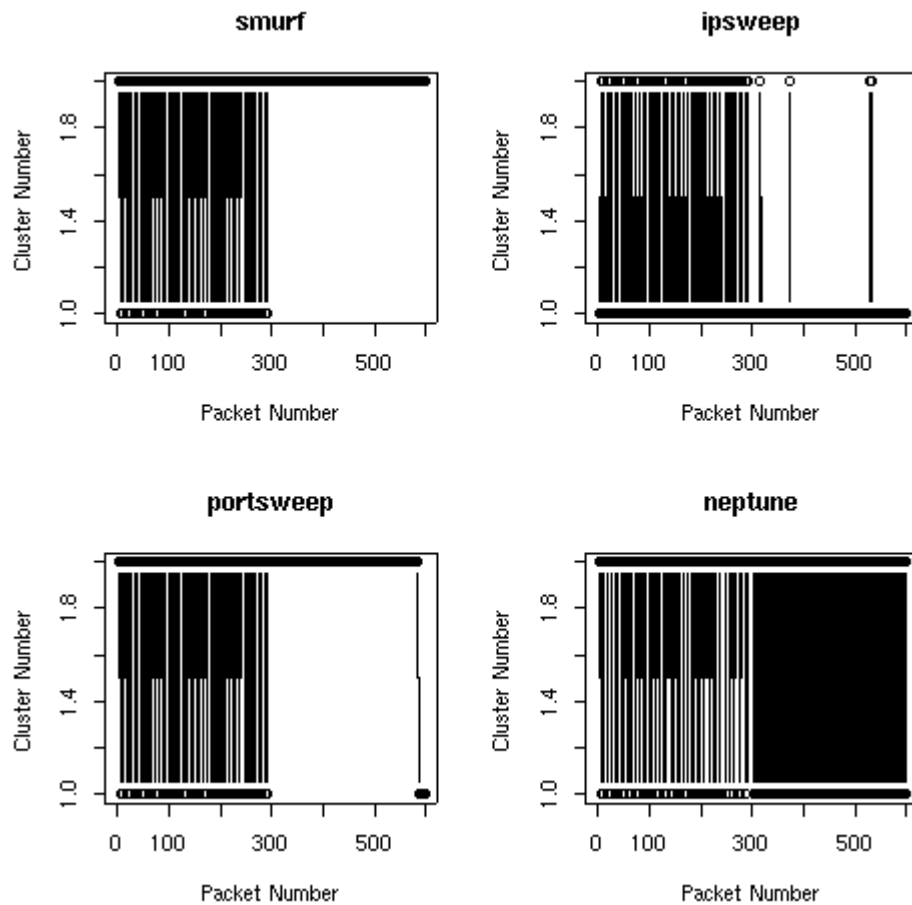 smurf
Cluster Number
1.8
1.4
1.0
0 100 300 500
Packet Number
ipsweep
Cluster Number
1.8
1.4
1.0
0 100 300 500
Packet Number
portsweep
Cluster Number
1.8
1.4
1.0
0 100 300 500
Packet Number
neptune
Cluster Number
1.8
1.4
1.0
0 100 300 500
Packet Number